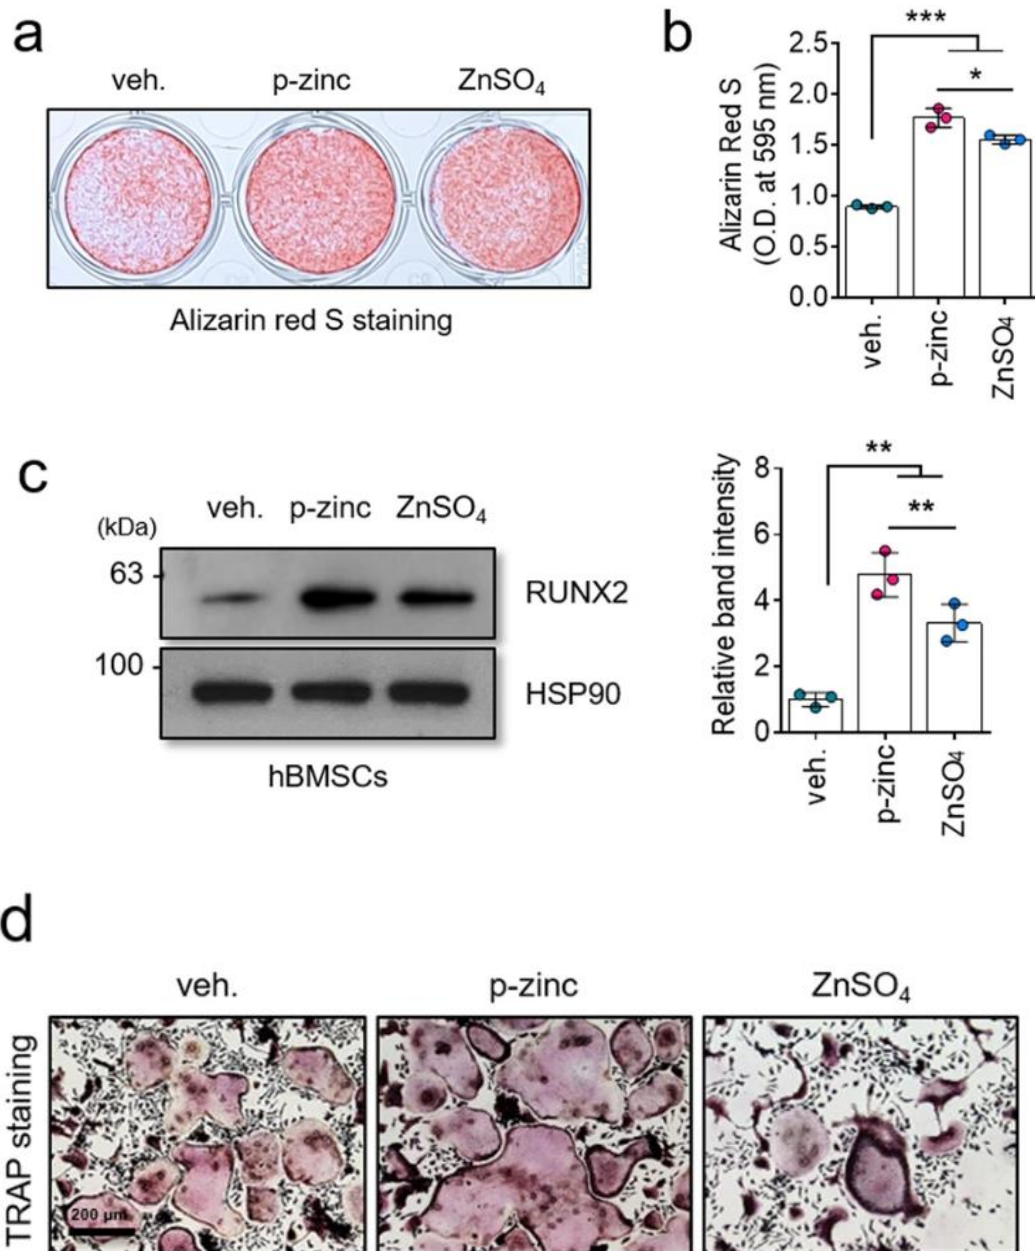 a
veh. p-zinc ZnSO₄
Alizarin red S staining
b
Alizarin Red S
(O.D. at 595 nm)
2.5
2.0
1.5
1.0
0.5
0.0
***
*
veh.
p-zinc
ZnSO₄
c
(kDa)
veh. p-zinc ZnSO₄
63
RUNX2
100
HSP90
hBMSCs
Relative band intensity
8
6
4
2
0
**
**
veh.
p-zinc
ZnSO₄
d
veh. p-zinc ZnSO₄
TRAP staining
200 μm